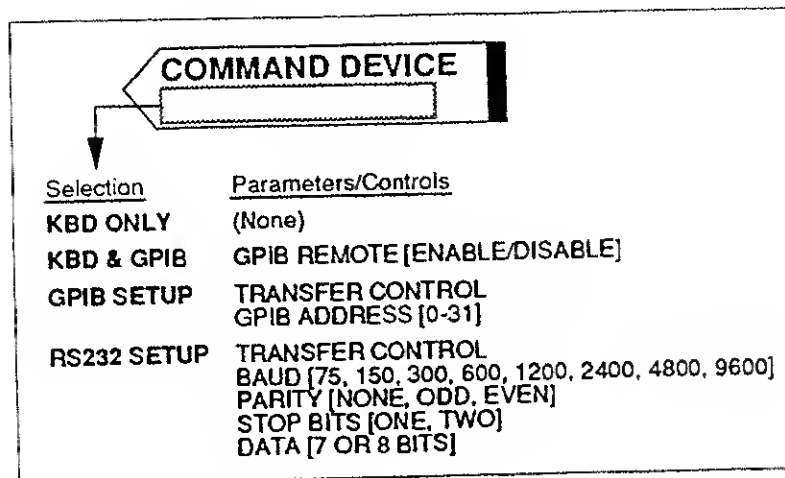 COMMAND DEVICE
Selection Parameters/Controls
KBD ONLY (None)
KBD & GPIB GPIB REMOTE [ENABLE/DISABLE]
GPIB SETUP TRANSFER CONTROL
GPIB ADDRESS [0-31]
RS232 SETUP TRANSFER CONTROL
BAUD [75, 150, 300, 600, 1200, 2400, 4800, 9600]
PARITY [NONE, ODD, EVEN]
STOP BITS [ONE, TWO]
DATA [7 OR 8 BITS]